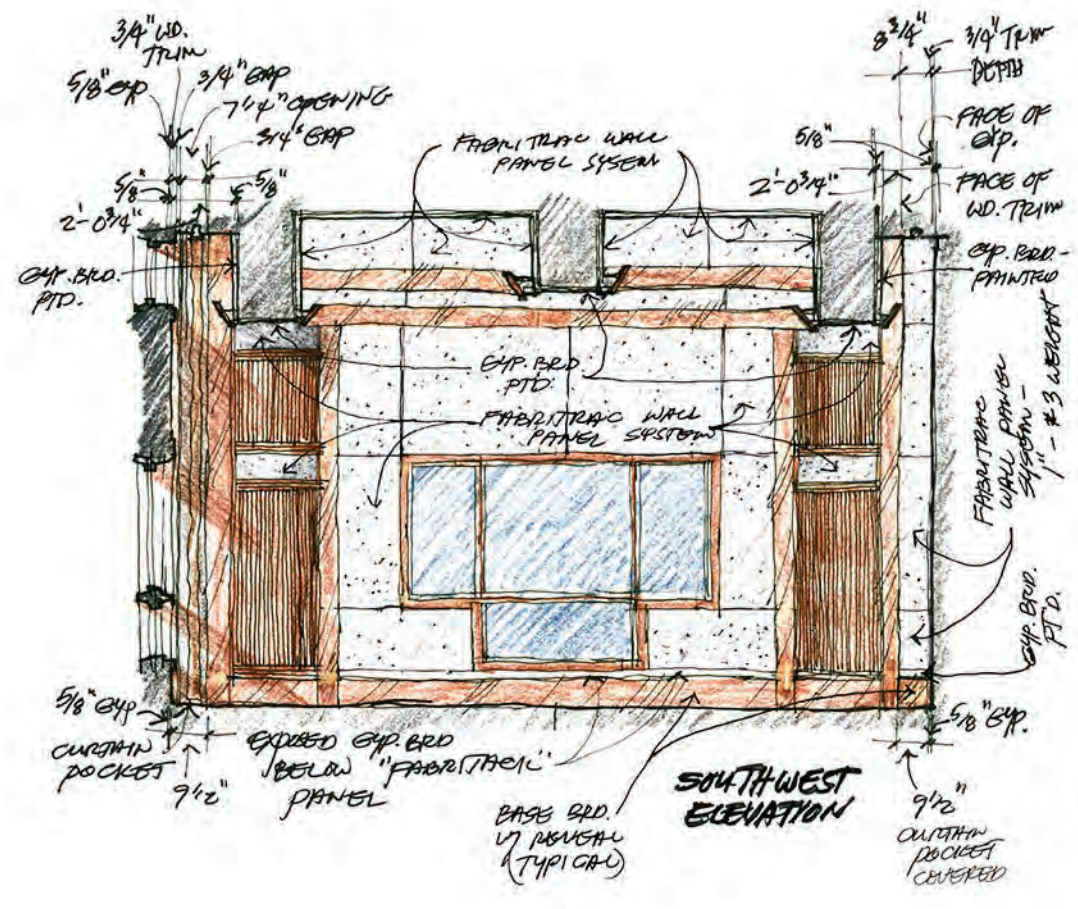 3/4" WD.
TRIM
5/8" GYP
3/4" GAP
7 1/4" OPENING
3/4" GAP
5/8"
5/8"
2'-0 3/4"
GYP. BRD.
PTD.
FABRITRAC WALL
PANEL SYSEM
8 3/4"
3/4" TRIM
DEPTH
5/8"
FACE OF
GYP.
2'-0 3/4"
FACE OF
WD. TRIM
GYP. BRD. -
PAINTED
GYP. BRD.
PTD.
FABRITRAC WALL
PANEL SYSTEM
FABRITRAC
WALL PANEL
SYSTEM -
1" - #3
GYP. BRD.
PTD.
5/8" GYP.
CURTAIN
POCKET
9 1/2"
EXPOSED GYP. BRD
BELOW "FABRITRACK"
PANEL
BASE BRD.
W/ REVEAL
(TYPICAL)
SOUTHWEST
ELEVATION
5/8" GYP.
9 1/2"
CURTAIN
POCKET
COVERED